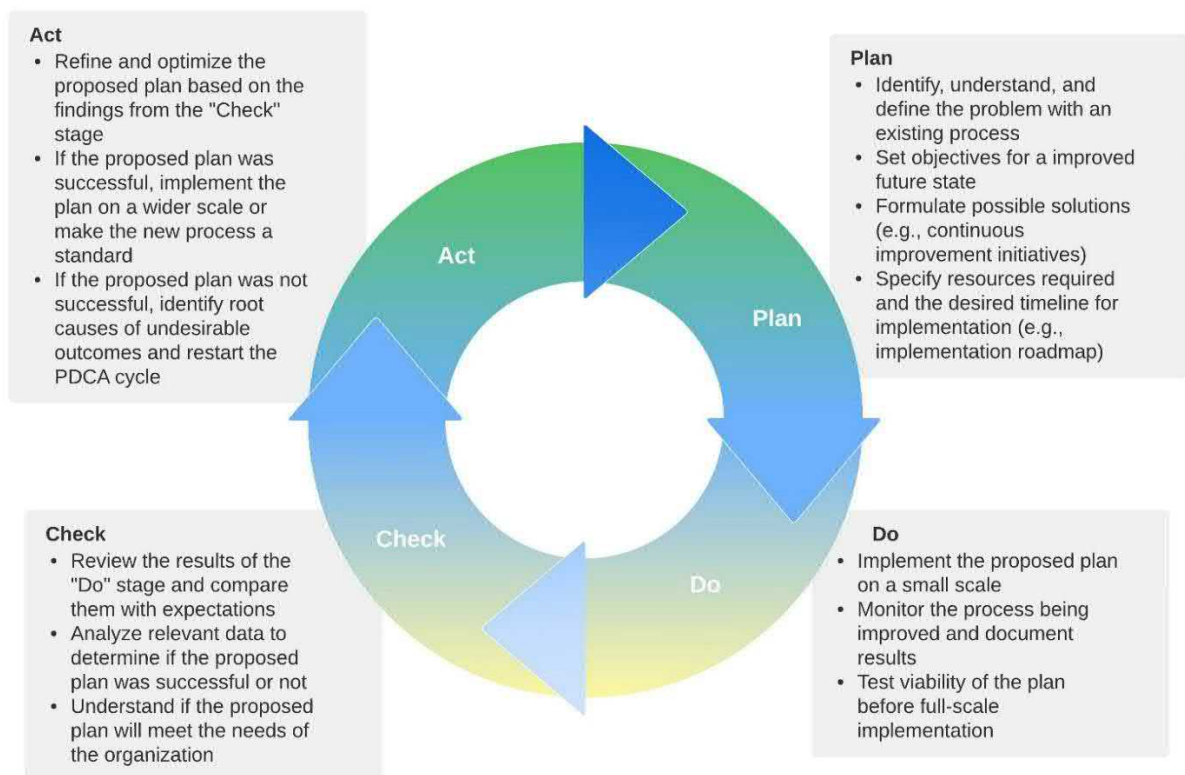 Act
• Refine and optimize the
proposed plan based on the
findings from the "Check"
stage
• If the proposed plan was
successful, implement the
plan on a wider scale or
make the new process a
standard
• If the proposed plan was not
successful, identify root
causes of undesirable
outcomes and restart the
PDCA cycle
Plan
• Identify, understand, and
define the problem with an
existing process
• Set objectives for a improved
future state
• Formulate possible solutions
(e.g., continuous
improvement initiatives)
• Specify resources required
and the desired timeline for
implementation (e.g.,
implementation roadmap)
Act
Plan
Check
Do
Check
• Review the results of the
"Do" stage and compare
them with expectations
• Analyze relevant data to
determine if the proposed
plan was successful or not
• Understand if the proposed
plan will meet the needs of
the organization
Do
• Implement the proposed plan
on a small scale
• Monitor the process being
improved and document
results
• Test viability of the plan
before full-scale
implementation